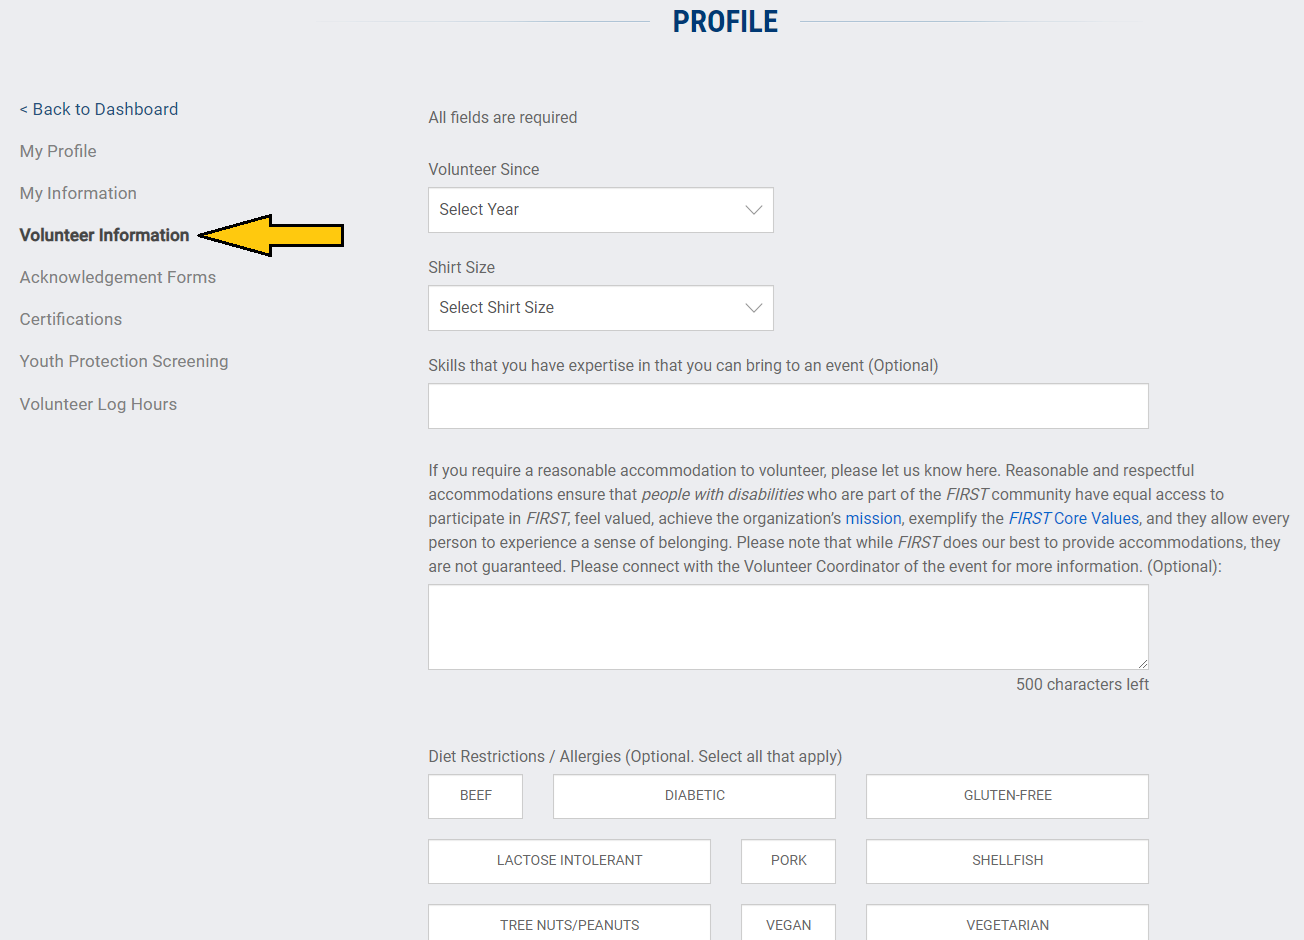 PROFILE
< Back to Dashboard
My Profile
My Information
Volunteer Information
Acknowledgement Forms
Certifications
Youth Protection Screening
Volunteer Log Hours
All fields are required
Volunteer Since
Select Year
Shirt Size
Select Shirt Size
Skills that you have expertise in that you can bring to an event (Optional)
If you require a reasonable accommodation to volunteer, please let us know here. Reasonable and respectful
accommodations ensure that people with disabilities who are part of the FIRST community have equal access to
participate in FIRST, feel valued, achieve the organization's mission, exemplify the FIRST Core Values, and they allow every
person to experience a sense of belonging. Please note that while FIRST does our best to provide accommodations, they
are not guaranteed. Please connect with the Volunteer Coordinator of the event for more information. (Optional):
500 characters left
Diet Restrictions / Allergies (Optional. Select all that apply)
BEEF DIABETIC GLUTEN-FREE
LACTOSE INTOLERANT PORK SHELLFISH
TREE NUTS/PEANUTS VEGAN VEGETARIAN